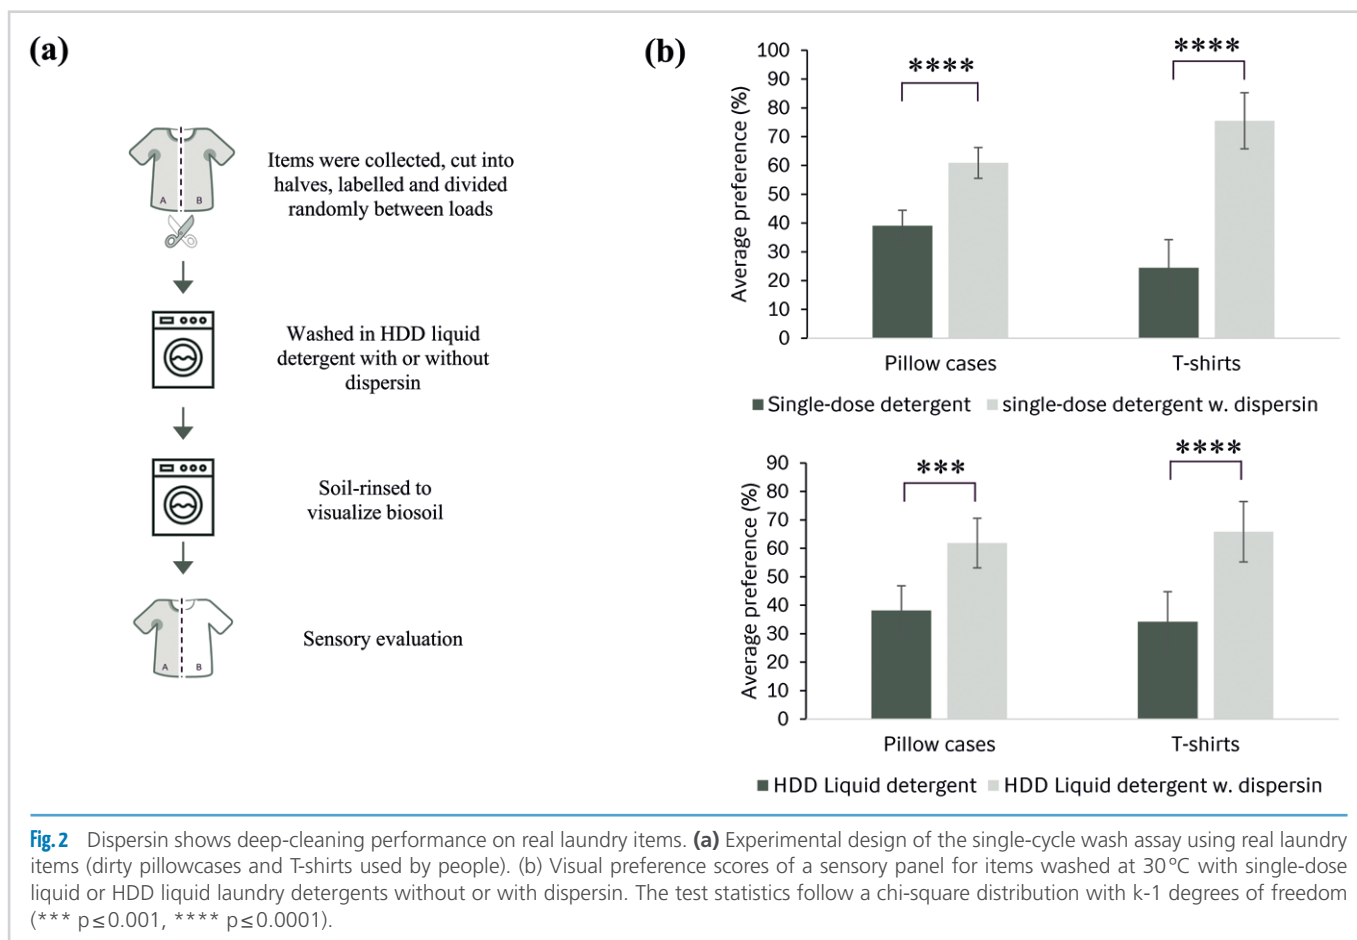 (a)
A B
Items were collected, cut into
halves, labelled and divided
randomly between loads
Washed in HDD liquid
detergent with or without
dispersin
Soil-rinsed to
visualize biosoil
A B
Sensory evaluation
(b)
Average preference (%)
100
90
80
70
60
50
40
30
20
10
0
****
****
Pillow cases T-shirts
Single-dose detergent single-dose detergent w. dispersin
Average preference (%)
90
80
70
60
50
40
30
20
10
0
***
****
Pillow cases T-shirts
HDD Liquid detergent HDD Liquid detergent w. dispersin
Fig. 2 Dispersin shows deep-cleaning performance on real laundry items. (a) Experimental design of the single-cycle wash assay using real laundry
items (dirty pillowcases and T-shirts used by people). (b) Visual preference scores of a sensory panel for items washed at 30 °C with single-dose
liquid or HDD liquid laundry detergents without or with dispersin. The test statistics follow a chi-square distribution with k-1 degrees of freedom
(*** p≤0.001, **** p≤0.0001).